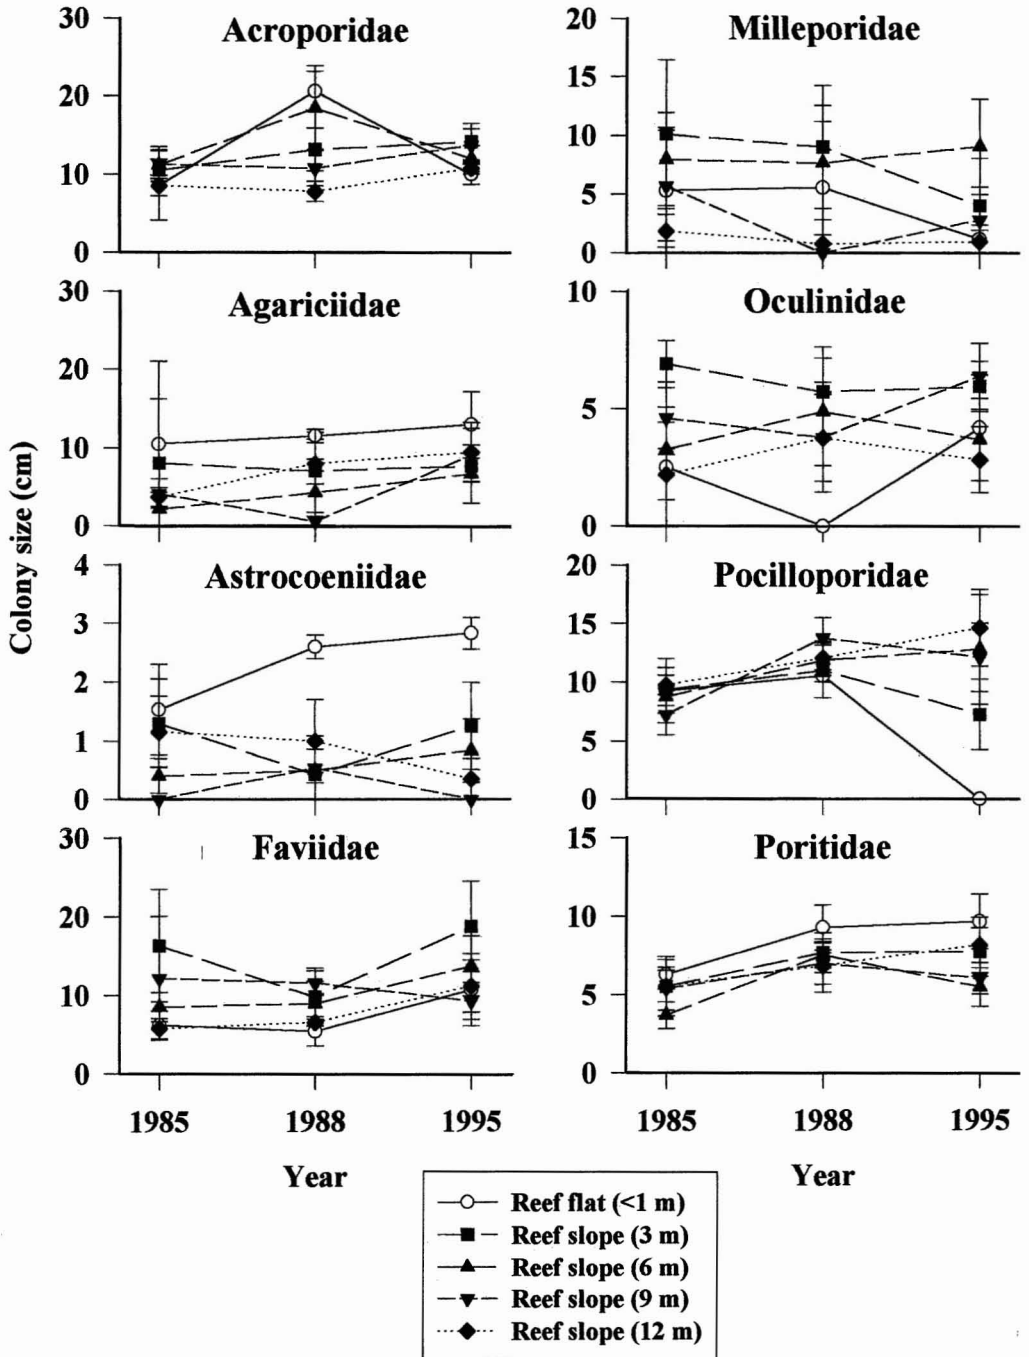 Colony size (cm)
Acroporidae
30
20
10
0
Milleporidae
20
15
10
5
0
Agariciidae
30
20
10
0
Oculinidae
10
5
0
Astrocoeniidae
4
3
2
1
0
Pocilloporidae
20
15
10
5
0
Faviidae
30
20
10
0
1985 1988 1995
Year
Poritidae
15
10
5
0
1985 1988 1995
Year
Reef flat (<1 m)
Reef slope (3 m)
Reef slope (6 m)
Reef slope (9 m)
Reef slope (12 m)